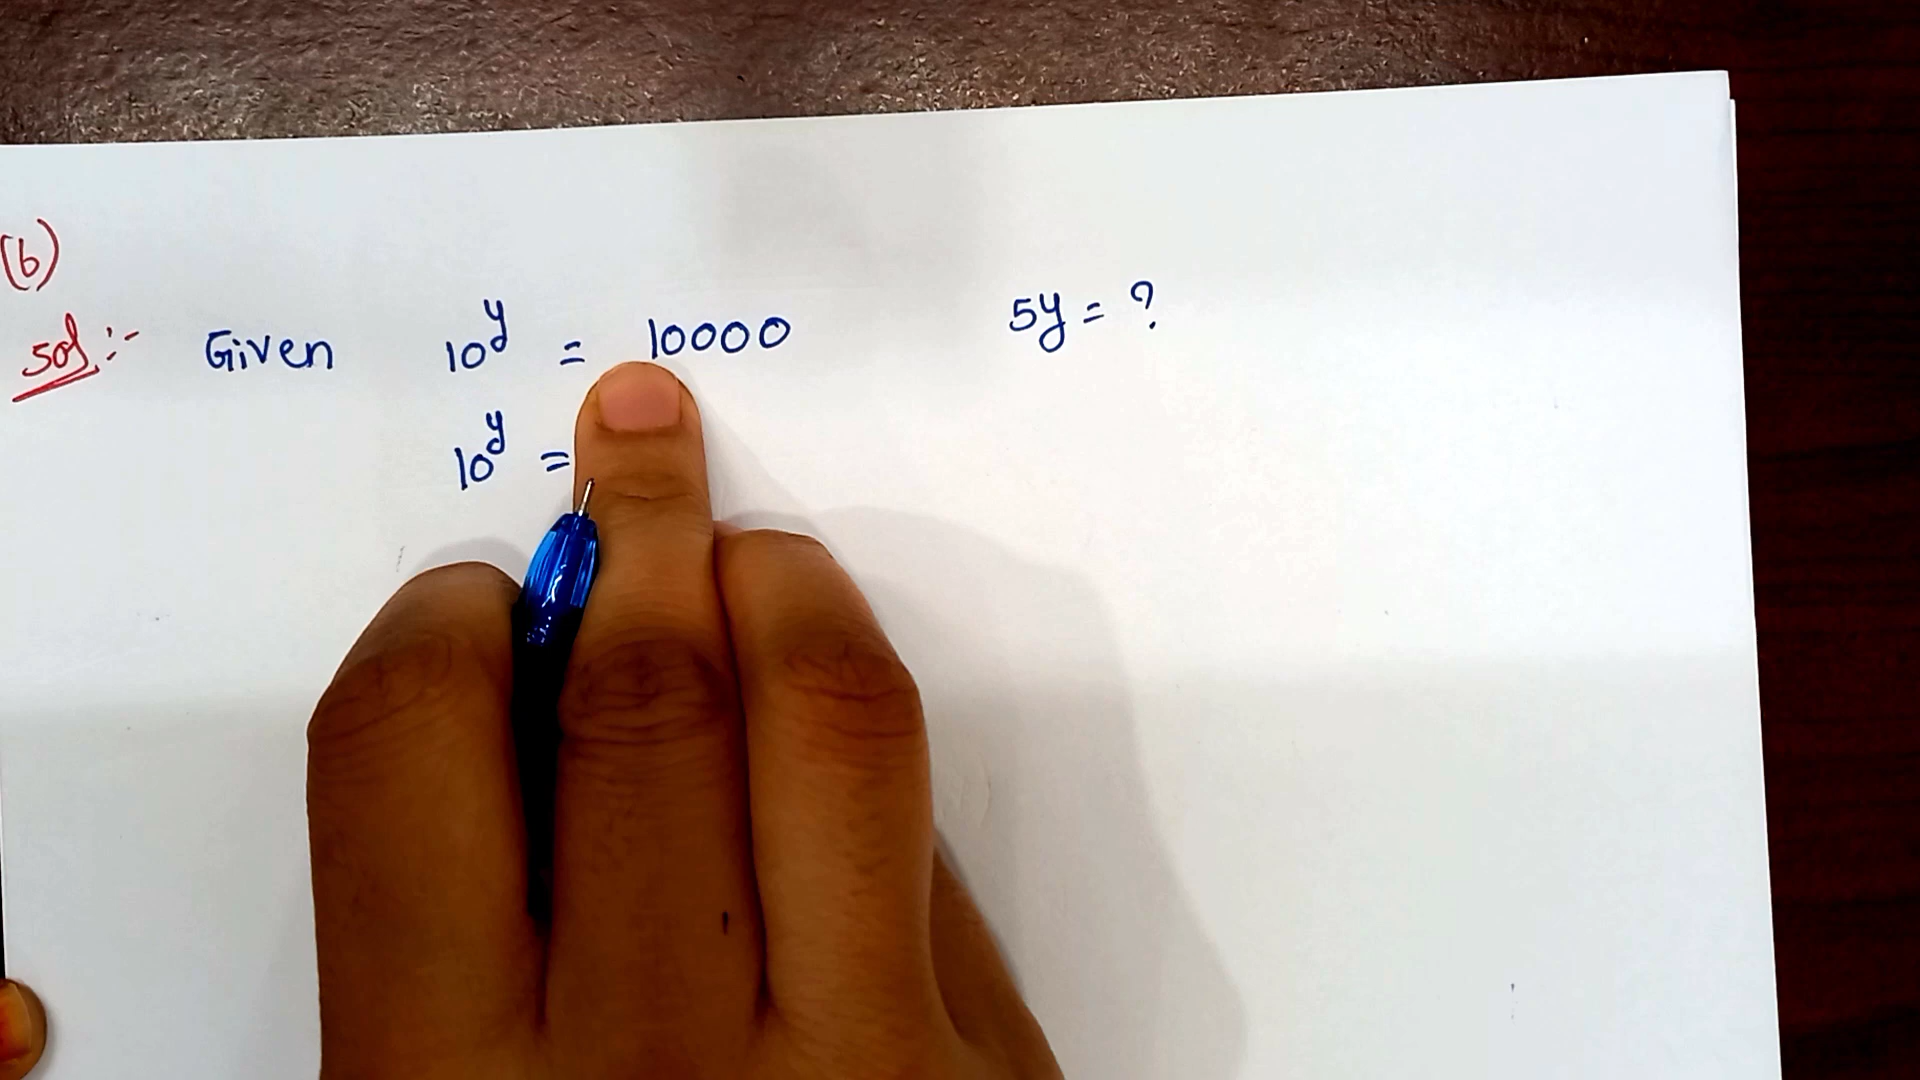 (b)
Sol:- Given 10^y = 10000 5y = ?
10^y =